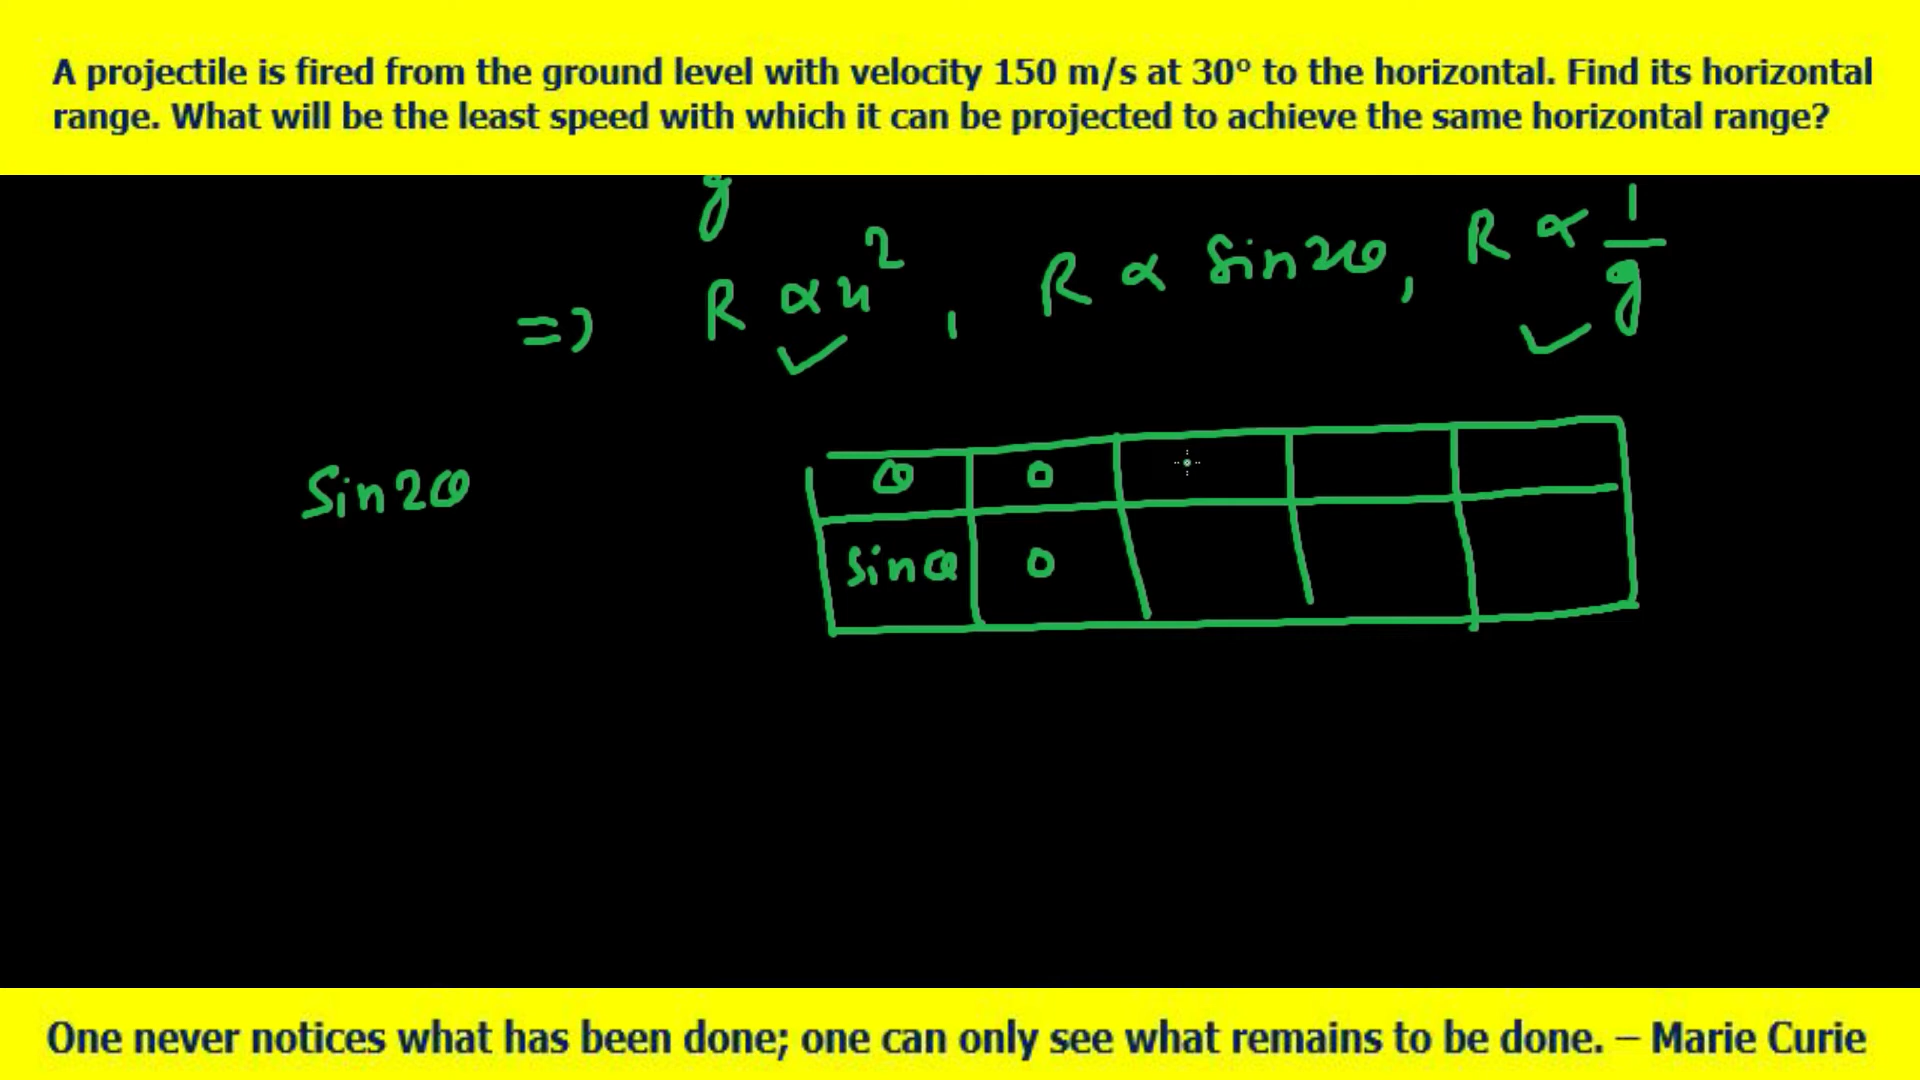 A projectile is fired from the ground level with velocity 150 m/s at 30° to the horizontal. Find its horizontal
range. What will be the least speed with which it can be projected to achieve the same horizontal range?
g
=> R ∝ u², R ∝ Sin2θ, R ∝ 1/g
Sin2θ
θ 0
Sinθ 0
One never notices what has been done; one can only see what remains to be done. – Marie Curie